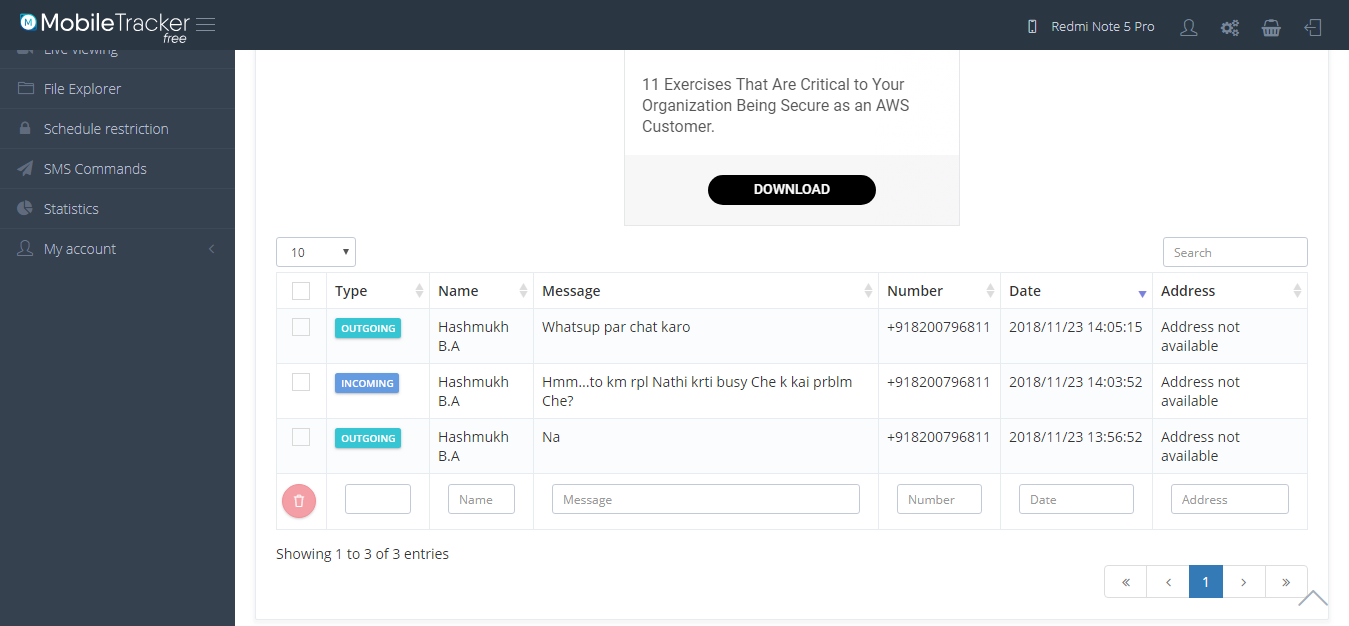 MobileTracker
free
Redmi Note 5 Pro
Live viewing
File Explorer
Schedule restriction
SMS Commands
Statistics
My account
11 Exercises That Are Critical to Your
Organization Being Secure as an AWS
Customer.
DOWNLOAD
10
Search
Type Name Message Number Date Address
OUTGOING Hashmukh Whatsup par chat karo +918200796811 2018/11/23 14:05:15 Address not
B.A available
INCOMING Hashmukh Hmm...to km rpl Nathi krti busy Che k kai prblm +918200796811 2018/11/23 14:03:52 Address not
B.A Che? available
OUTGOING Hashmukh Na +918200796811 2018/11/23 13:56:52 Address not
B.A available
Name Message Number Date Address
Showing 1 to 3 of 3 entries
« ‹ 1 › »